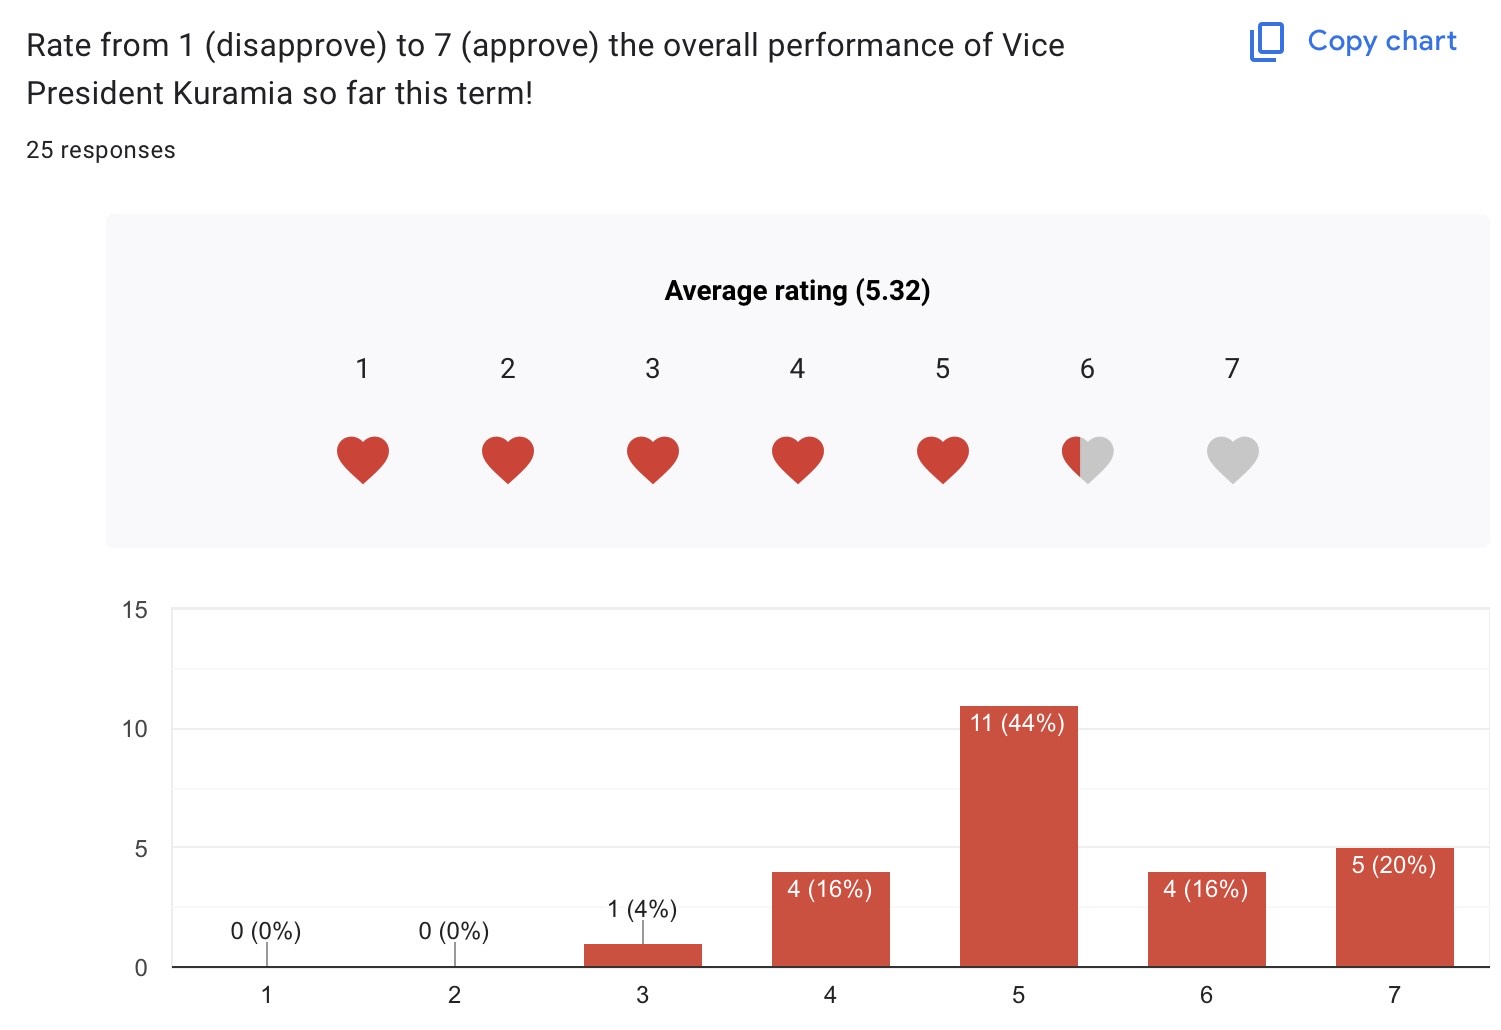 Rate from 1 (disapprove) to 7 (approve) the overall performance of Vice
President Kuramia so far this term!
Copy chart
25 responses
Average rating (5.32)
1 2 3 4 5 6 7
15
10
5
0
0 (0%)
0 (0%)
1 (4%)
4 (16%)
11 (44%)
4 (16%)
5 (20%)
1 2 3 4 5 6 7